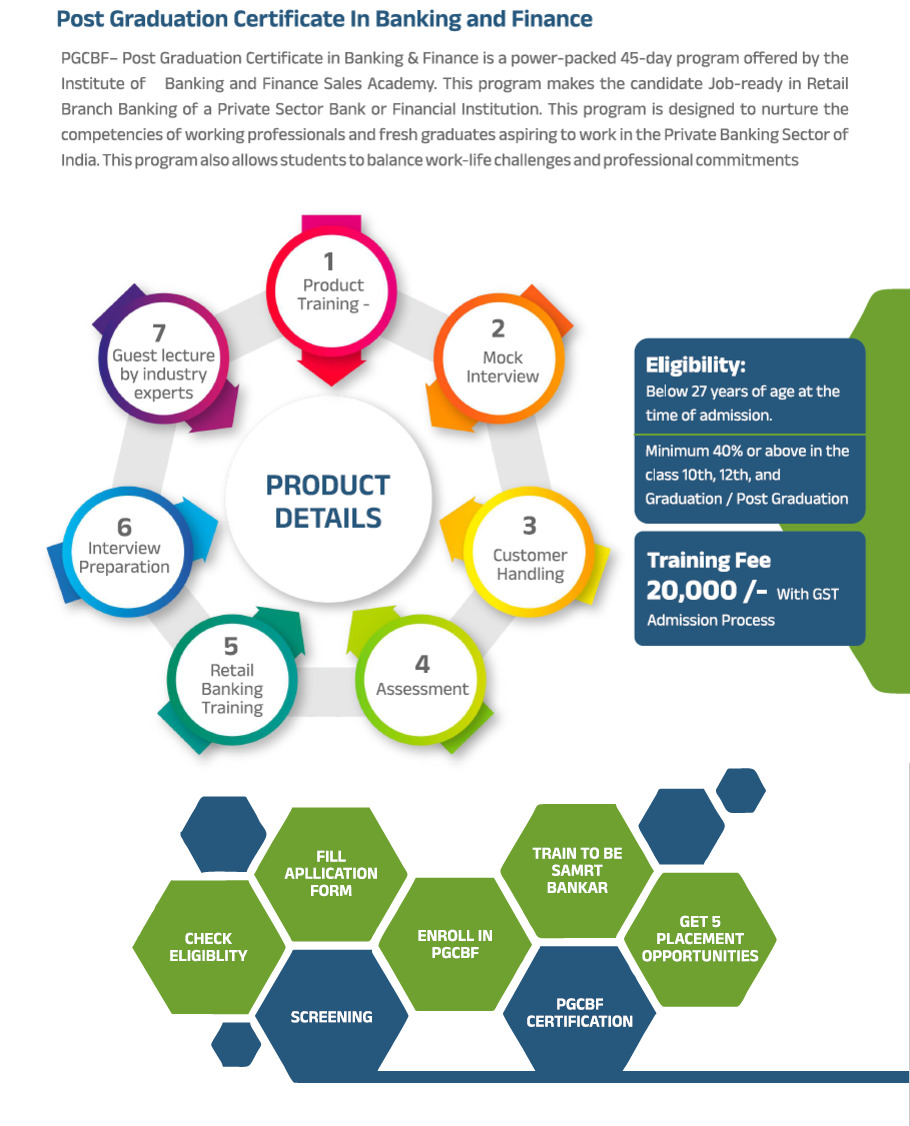 Post Graduation Certificate In Banking and Finance
PGCBF– Post Graduation Certificate in Banking & Finance is a power-packed 45-day program offered by the
Institute of Banking and Finance Sales Academy. This program makes the candidate Job-ready in Retail
Branch Banking of a Private Sector Bank or Financial Institution. This program is designed to nurture the
competencies of working professionals and fresh graduates aspiring to work in the Private Banking Sector of
India. This program also allows students to balance work-life challenges and professional commitments
1
Product
Training -
2
Mock
Interview
3
Customer
Handling
4
Assessment
5
Retail
Banking
Training
6
Interview
Preparation
7
Guest lecture
by industry
experts
PRODUCT
DETAILS
Eligibility:
Below 27 years of age at the
time of admission.
Minimum 40% or above in the
class 10th, 12th, and
Graduation / Post Graduation
Training Fee
20,000 /- With GST
Admission Process
CHECK
ELIGIBLITY
FILL
APLLICATION
FORM
SCREENING
ENROLL IN
PGCBF
TRAIN TO BE
SAMRT
BANKAR
PGCBF
CERTIFICATION
GET 5
PLACEMENT
OPPORTUNITIES